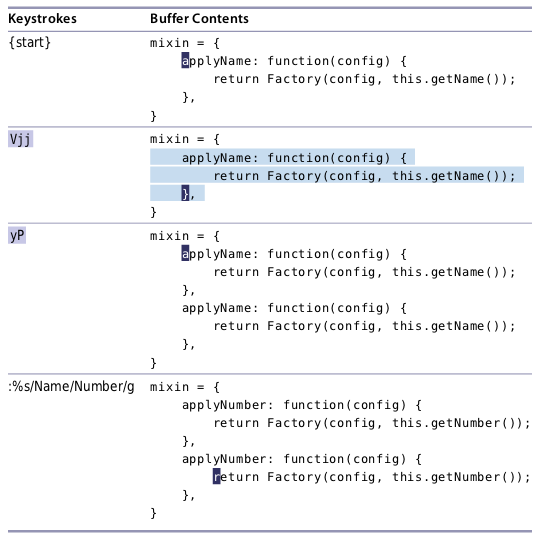 Keystrokes Buffer Contents
{start} mixin = {
    applyName: function(config) {
        return Factory(config, this.getName());
    },
}
Vjj mixin = {
    applyName: function(config) {
        return Factory(config, this.getName());
    },
}
yP mixin = {
    applyName: function(config) {
        return Factory(config, this.getName());
    },
    applyName: function(config) {
        return Factory(config, this.getName());
    },
}
:%s/Name/Number/g mixin = {
    applyNumber: function(config) {
        return Factory(config, this.getNumber());
    },
    applyNumber: function(config) {
        return Factory(config, this.getNumber());
    },
}